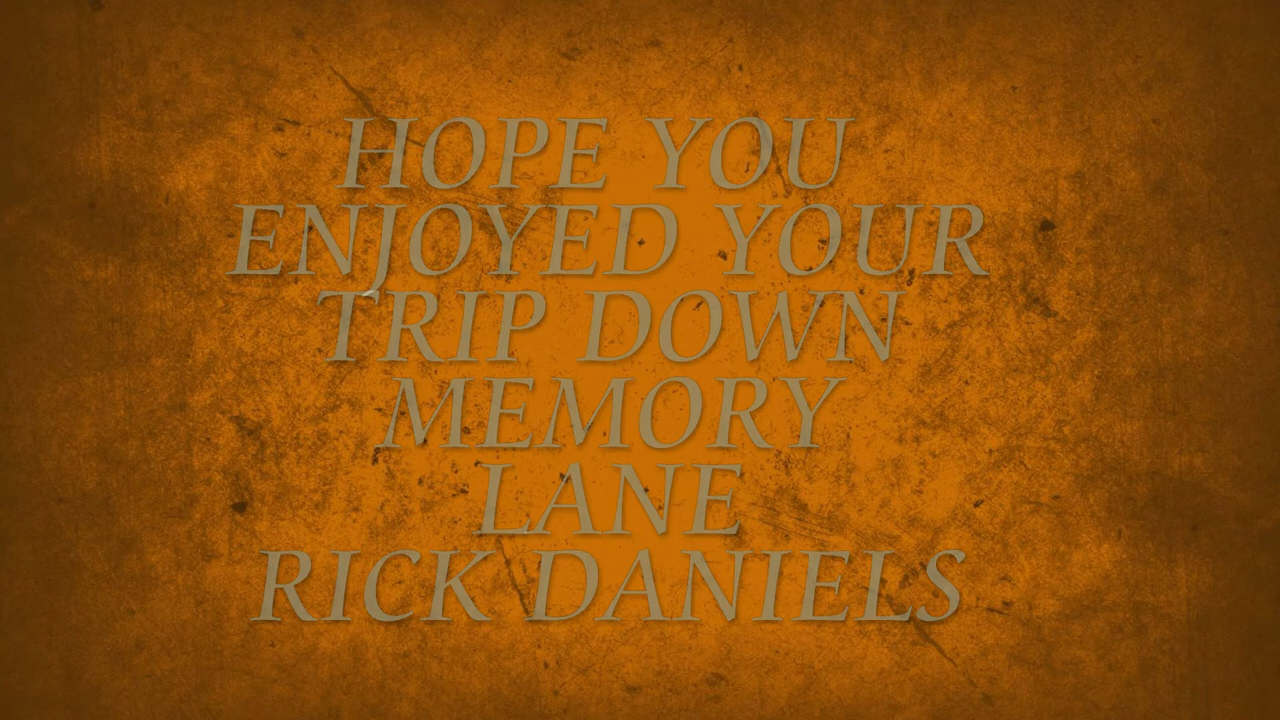 HOPE YOU
ENJOYED YOUR
TRIP DOWN
MEMORY
LANE
RICK DANIELS